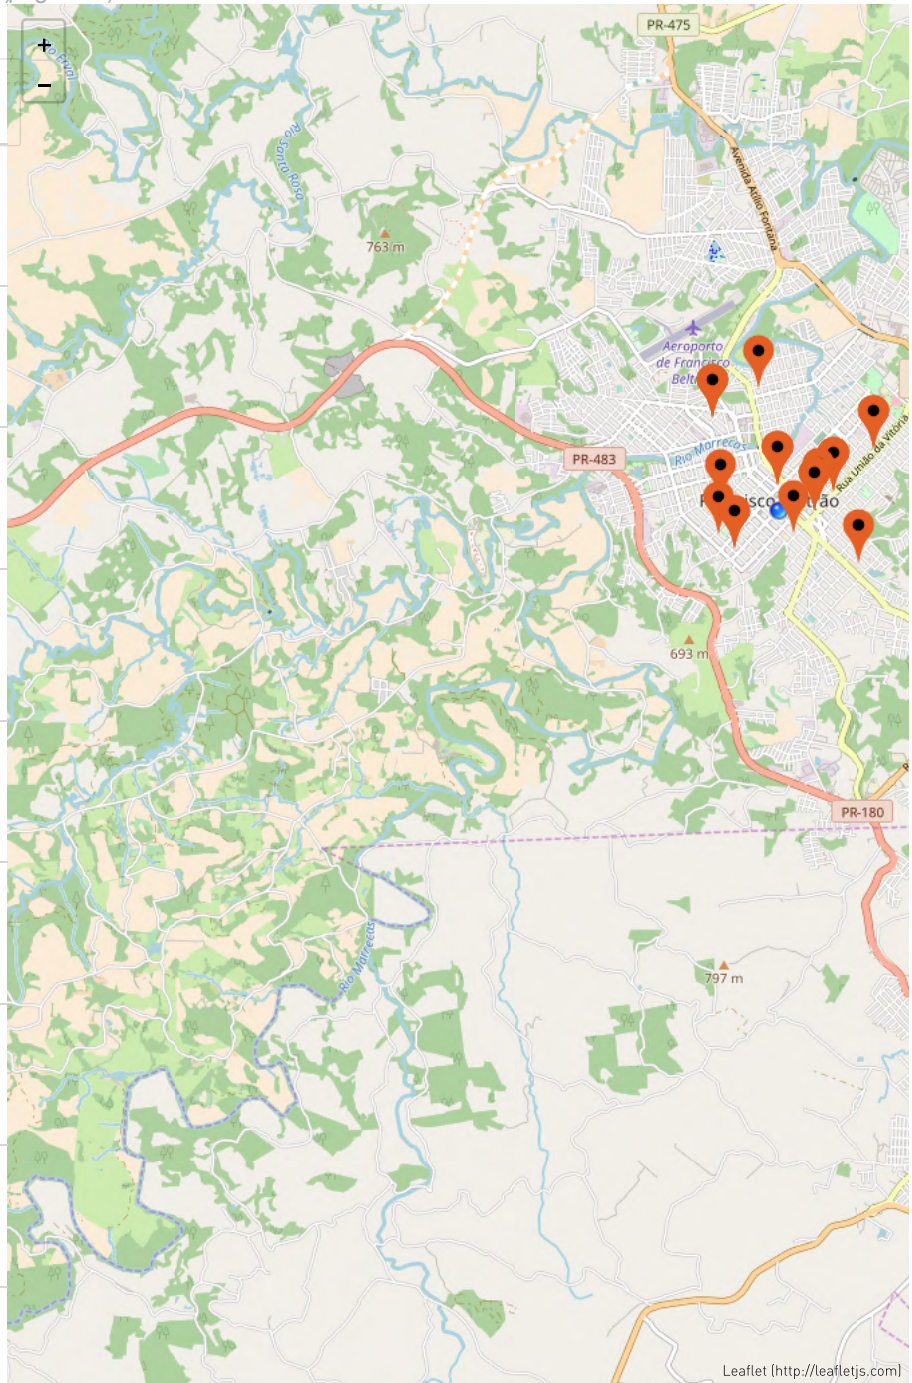 PR-475
+
−
Rio Santa Rosa
Avenida Atílio Fontana
763 m
Aeroporto
de Francisco
Rio Marrecas
Rua União da Vitória
PR-483
693 m
PR-180
Rio Marrecas
797 m
Leaflet (http://leafletjs.com)